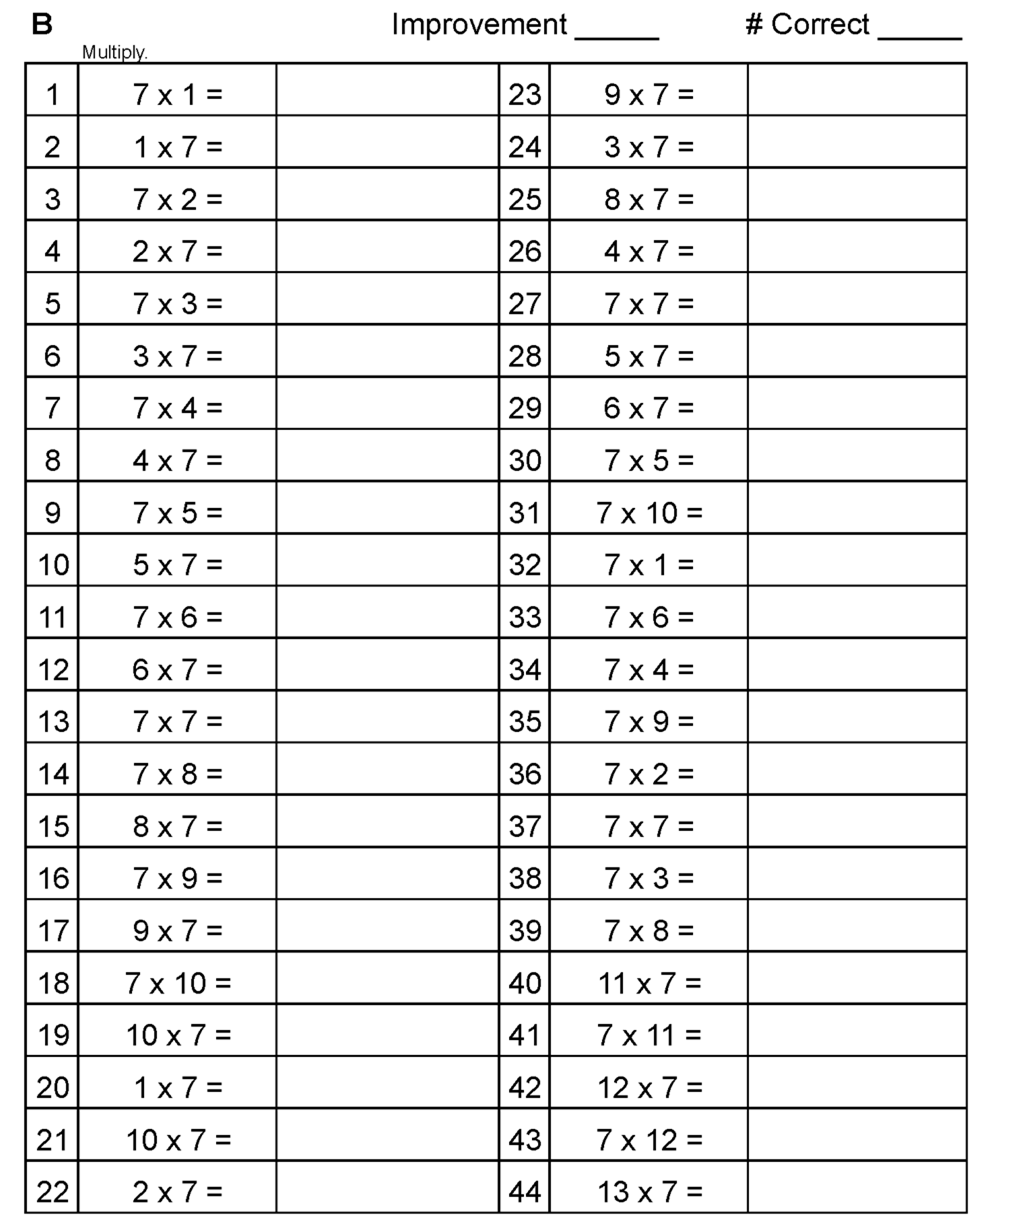 B Improvement _____ # Correct _____
Multiply.
1 7 x 1 = 23 9 x 7 =
2 1 x 7 = 24 3 x 7 =
3 7 x 2 = 25 8 x 7 =
4 2 x 7 = 26 4 x 7 =
5 7 x 3 = 27 7 x 7 =
6 3 x 7 = 28 5 x 7 =
7 7 x 4 = 29 6 x 7 =
8 4 x 7 = 30 7 x 5 =
9 7 x 5 = 31 7 x 10 =
10 5 x 7 = 32 7 x 1 =
11 7 x 6 = 33 7 x 6 =
12 6 x 7 = 34 7 x 4 =
13 7 x 7 = 35 7 x 9 =
14 7 x 8 = 36 7 x 2 =
15 8 x 7 = 37 7 x 7 =
16 7 x 9 = 38 7 x 3 =
17 9 x 7 = 39 7 x 8 =
18 7 x 10 = 40 11 x 7 =
19 10 x 7 = 41 7 x 11 =
20 1 x 7 = 42 12 x 7 =
21 10 x 7 = 43 7 x 12 =
22 2 x 7 = 44 13 x 7 =